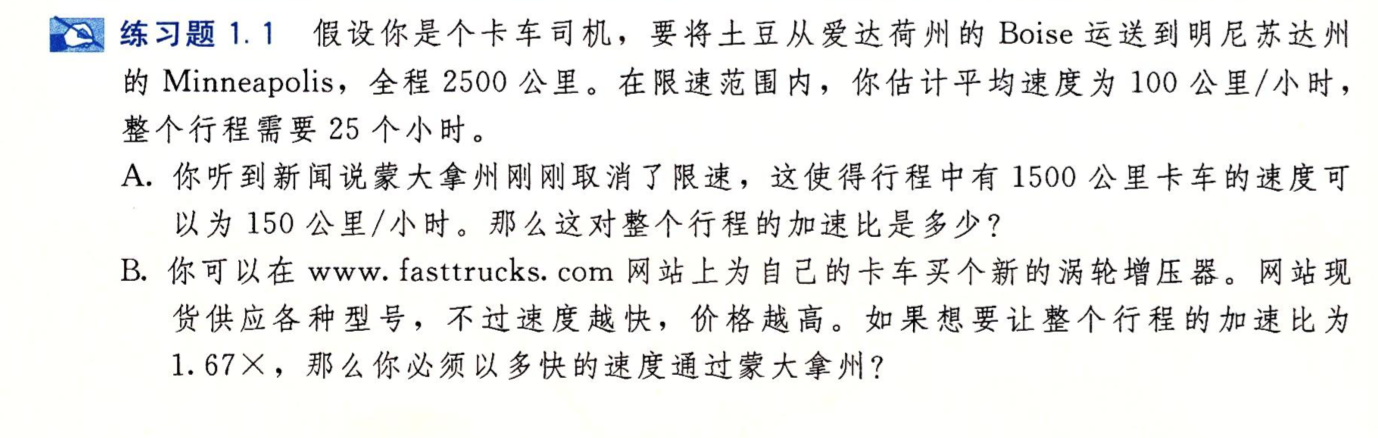 练习题 1.1 假设你是个卡车司机，要将土豆从爱达荷州的 Boise 运送到明尼苏达州
的 Minneapolis，全程 2500 公里。在限速范围内，你估计平均速度为 100 公里/小时，
整个行程需要 25 个小时。
A. 你听到新闻说蒙大拿州刚刚取消了限速，这使得行程中有 1500 公里卡车的速度可
以为 150 公里/小时。那么这对整个行程的加速比是多少？
B. 你可以在 www.fasttrucks.com 网站上为自己的卡车买个新的涡轮增压器。网站现
货供应各种型号，不过速度越快，价格越高。如果想要让整个行程的加速比为
1.67×，那么你必须以多快的速度通过蒙大拿州？